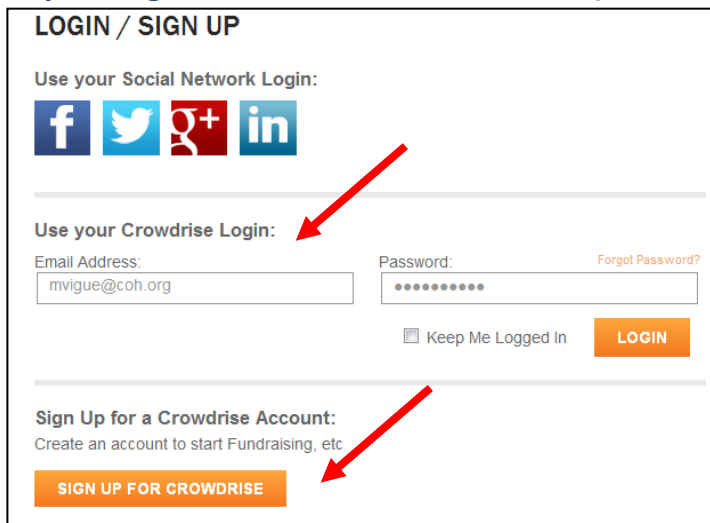 LOGIN / SIGN UP
Use your Social Network Login:
f g+ in
Use your Crowdrise Login:
Email Address: Password: Forgot Password?
mvigue@coh.org
Keep Me Logged In LOGIN
Sign Up for a Crowdrise Account:
Create an account to start Fundraising, etc
SIGN UP FOR CROWDRISE